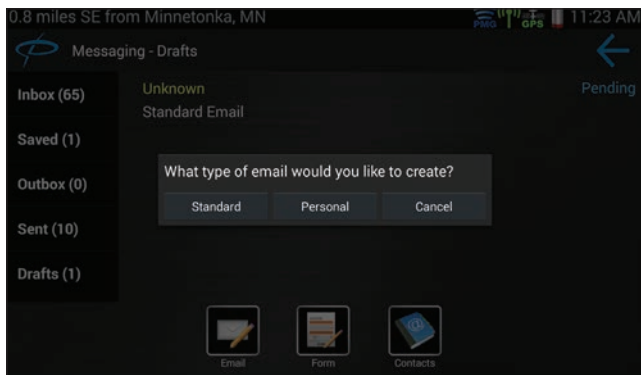 0.8 miles SE from Minnetonka, MN
PMG
GPS
11:23 AM
Messaging - Drafts
Inbox (65)
Unknown
Pending
Standard Email
Saved (1)
What type of email would you like to create?
Outbox (0)
Standard
Personal
Cancel
Sent (10)
Drafts (1)
Email
Form
Contacts